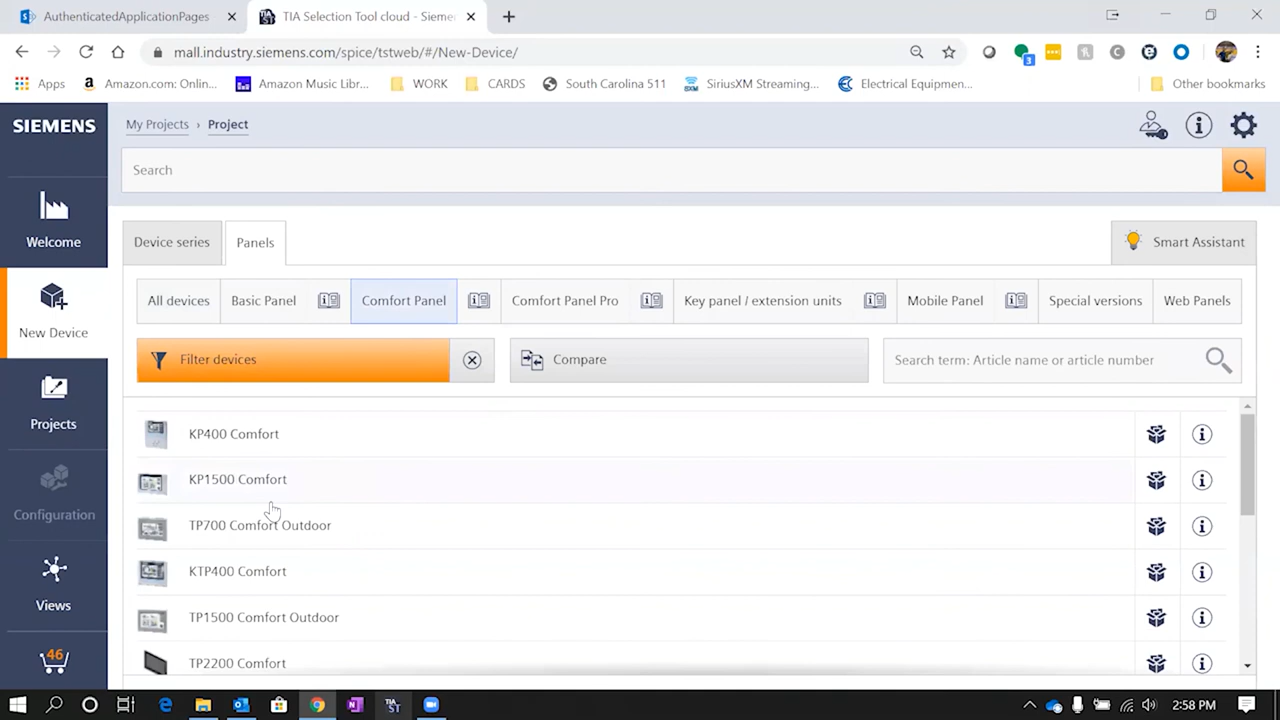 AuthenticatedApplicationPages
TIA Selection Tool cloud - Sieme
mall.industry.siemens.com/spice/tstweb/#/New-Device/
3
Apps
Amazon.com: Onlin...
Amazon Music Libr...
WORK
CARDS
South Carolina 511
SiriusXM Streaming...
Electrical Equipmen...
Other bookmarks
SIEMENS
My Projects › Project
Search
Welcome
Device series
Panels
Smart Assistant
All devices
Basic Panel
Comfort Panel
Comfort Panel Pro
Key panel / extension units
Mobile Panel
Special versions
Web Panels
New Device
Filter devices
Compare
Search term: Article name or article number
Projects
KP400 Comfort
KP1500 Comfort
Configuration
TP700 Comfort Outdoor
KTP400 Comfort
Views
TP1500 Comfort Outdoor
46
TP2200 Comfort
2:58 PM